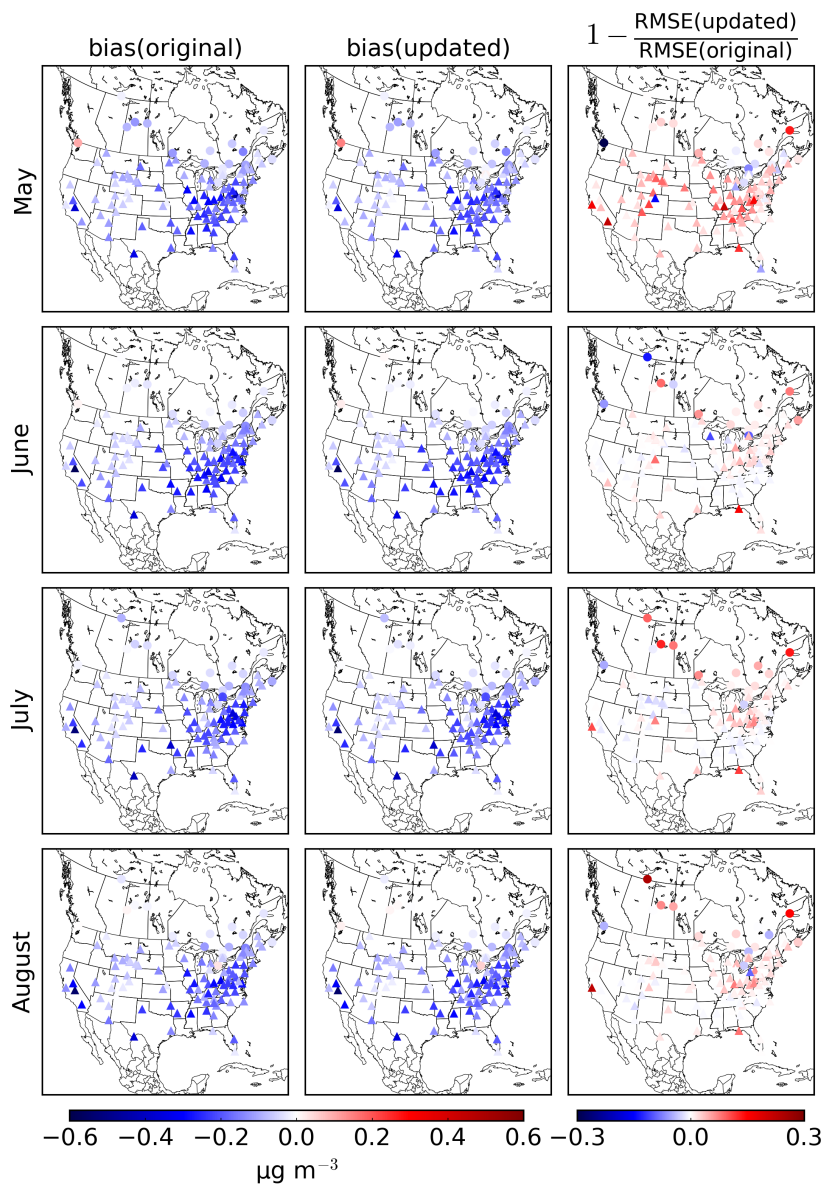 bias(original) bias(updated) 1 − RMSE(updated)
RMSE(original)
May
June
July
August
−0.6 −0.4 −0.2 0.0 0.2 0.4 0.6 −0.3 0.0 0.3
μg m⁻³